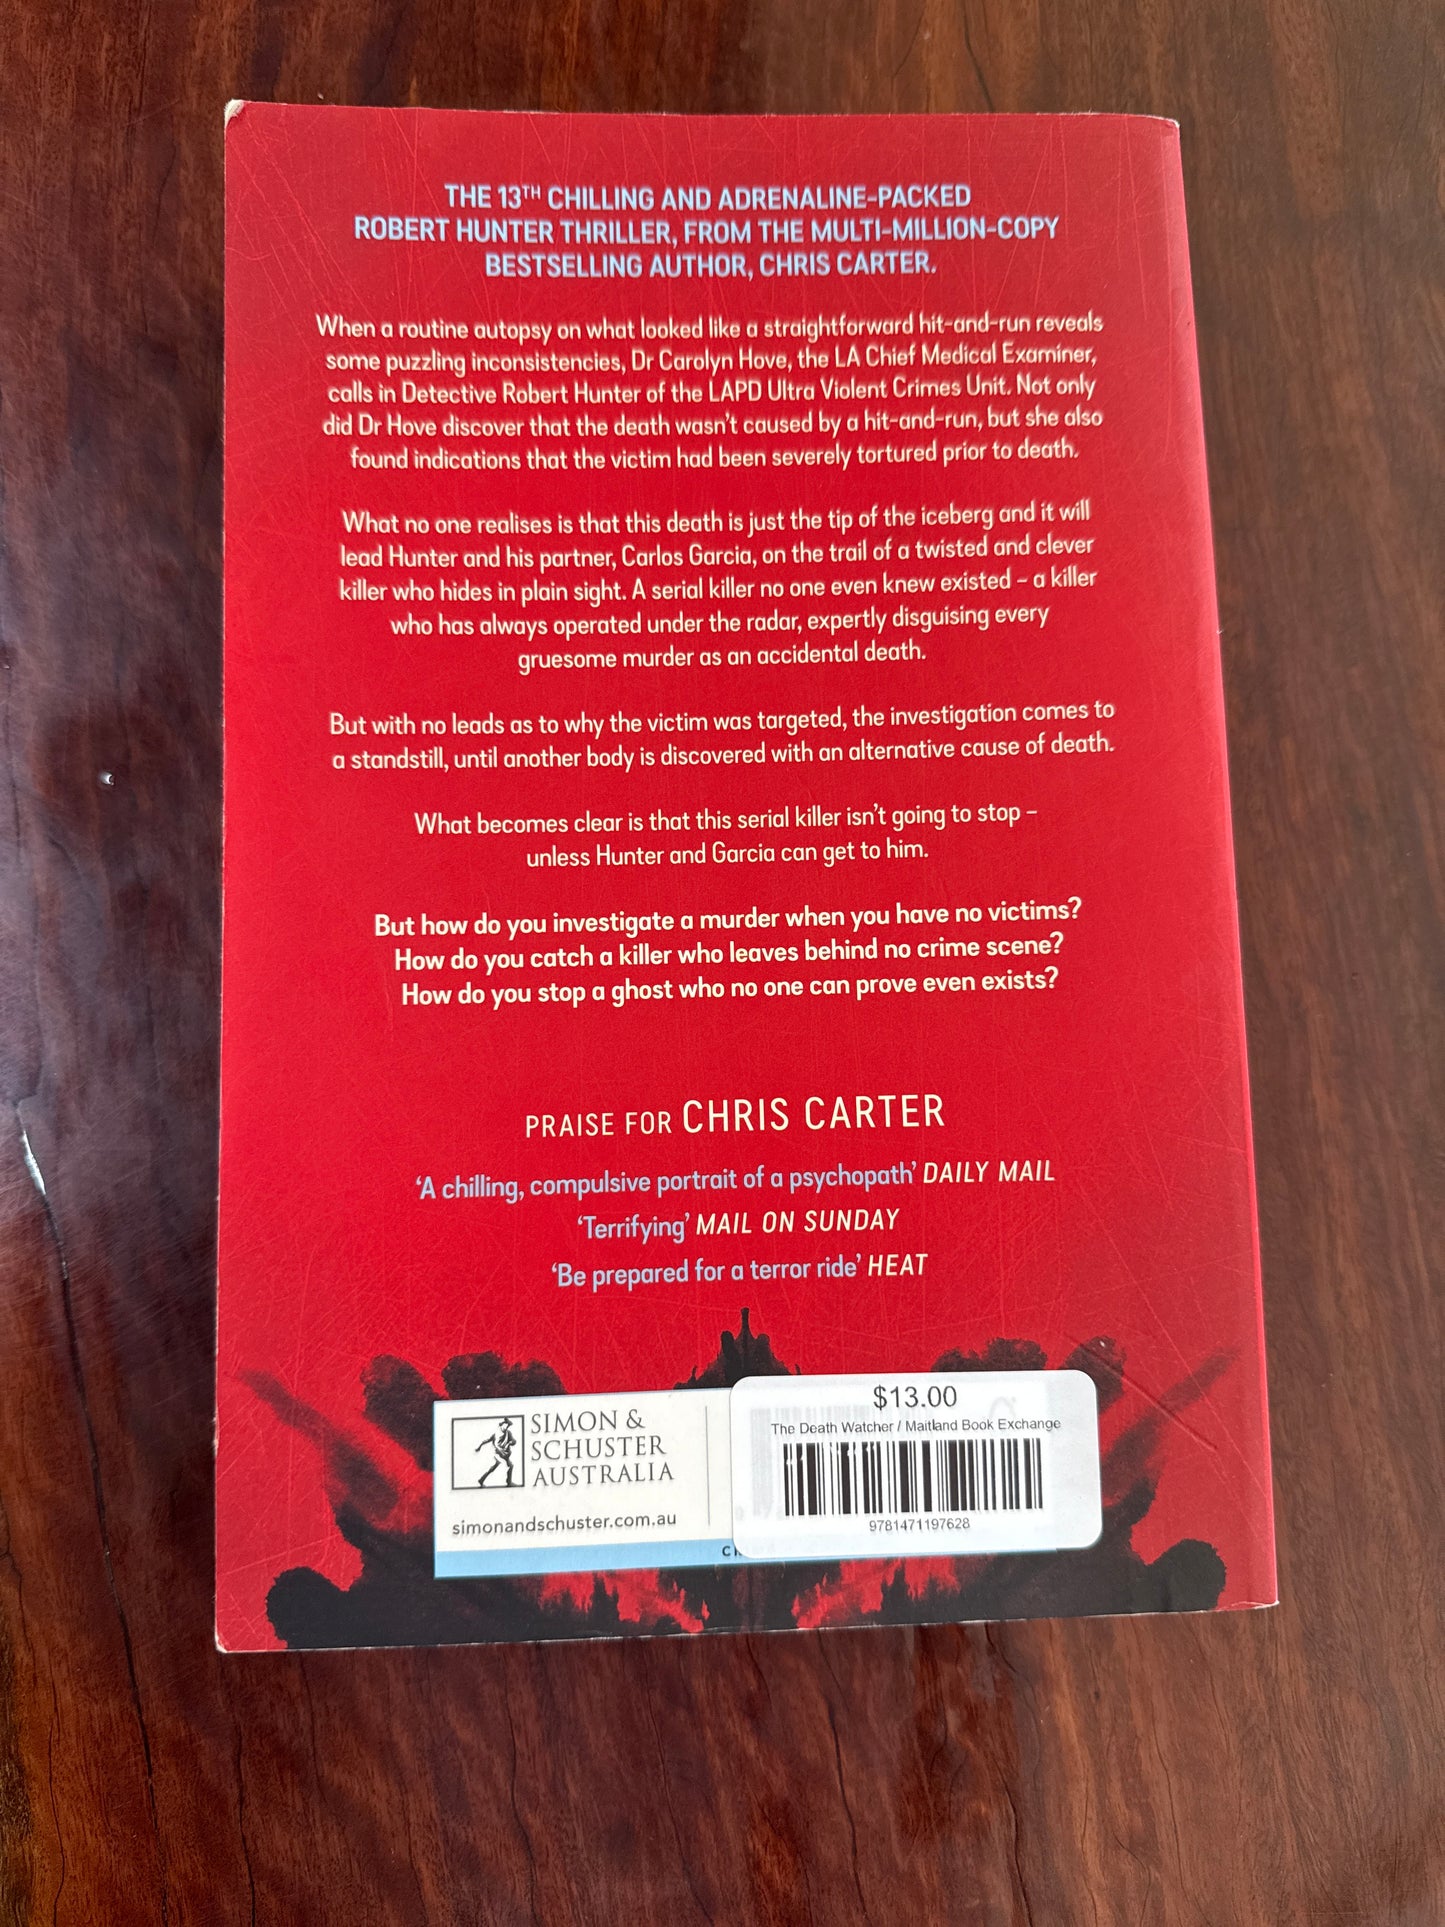 THE 13TH CHILLING AND ADRENALINE-PACKED
ROBERT HUNTER THRILLER, FROM THE MULTI-MILLION-COPY
BESTSELLING AUTHOR, CHRIS CARTER.
When a routine autopsy on what looked like a straightforward hit-and-run reveals
some puzzling inconsistencies, Dr Carolyn Hove, the LA Chief Medical Examiner,
calls in Detective Robert Hunter of the LAPD Ultra Violent Crimes Unit. Not only
did Dr Hove discover that the death wasn't caused by a hit-and-run, but she also
found indications that the victim had been severely tortured prior to death.
What no one realises is that this death is just the tip of the iceberg and it will
lead Hunter and his partner, Carlos Garcia, on the trail of a twisted and clever
killer who hides in plain sight. A serial killer no one even knew existed – a killer
who has always operated under the radar, expertly disguising every
gruesome murder as an accidental death.
But with no leads as to why the victim was targeted, the investigation comes to
a standstill, until another body is discovered with an alternative cause of death.
What becomes clear is that this serial killer isn't going to stop –
unless Hunter and Garcia can get to him.
But how do you investigate a murder when you have no victims?
How do you catch a killer who leaves behind no crime scene?
How do you stop a ghost who no one can prove even exists?
PRAISE FOR CHRIS CARTER
'A chilling, compulsive portrait of a psychopath' DAILY MAIL
'Terrifying' MAIL ON SUNDAY
'Be prepared for a terror ride' HEAT
SIMON &
SCHUSTER
AUSTRALIA
simonandschuster.com.au
$13.00
The Death Watcher / Maitland Book Exchange
9781471197628